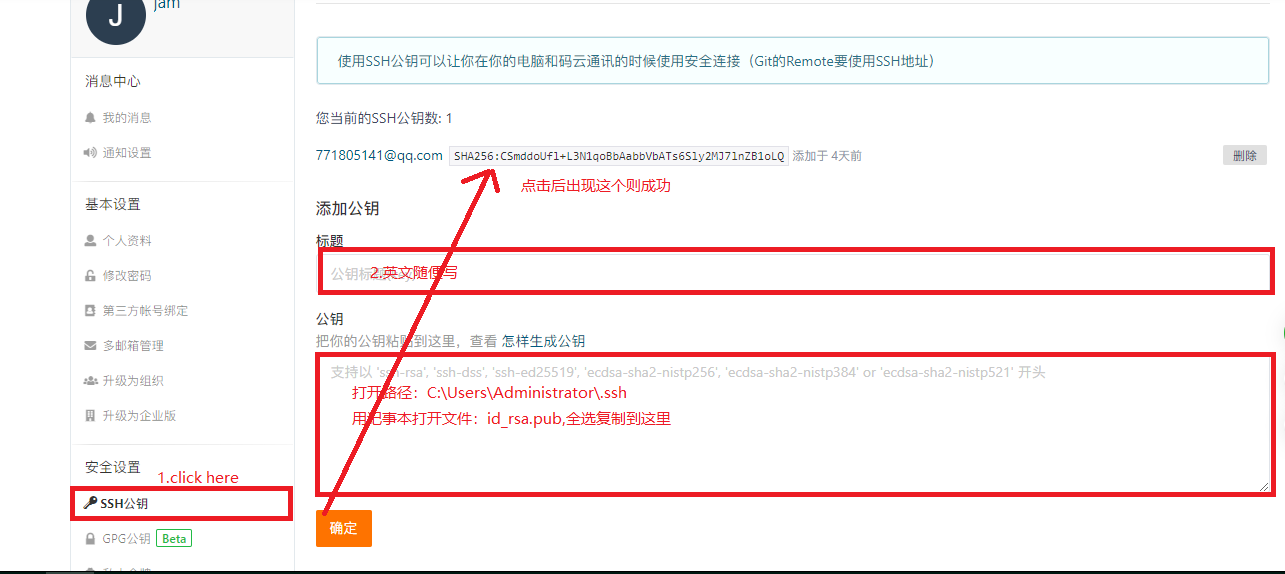 J
jam
消息中心
我的消息
通知设置
基本设置
个人资料
修改密码
第三方帐号绑定
多邮箱管理
升级为组织
升级为企业版
安全设置
1.click here
SSH公钥
GPG公钥 Beta
使用SSH公钥可以让你在你的电脑和码云通讯的时候使用安全连接（Git的Remote要使用SSH地址）
您当前的SSH公钥数: 1
771805141@qq.com SHA256:CSmddoUfl+L3N1qoBbAabbVbATs6Sly2MJ7lnZB1oLQ 添加于 4天前 删除
点击后出现这个则成功
添加公钥
标题
公钥标题
2.英文随便写
公钥
把你的公钥粘贴到这里，查看 怎样生成公钥
支持以 'ssh-rsa', 'ssh-dss', 'ssh-ed25519', 'ecdsa-sha2-nistp256', 'ecdsa-sha2-nistp384' or 'ecdsa-sha2-nistp521' 开头
打开路径：C:\Users\Administrator\.ssh
用记事本打开文件：id_rsa.pub,全选复制到这里
确定